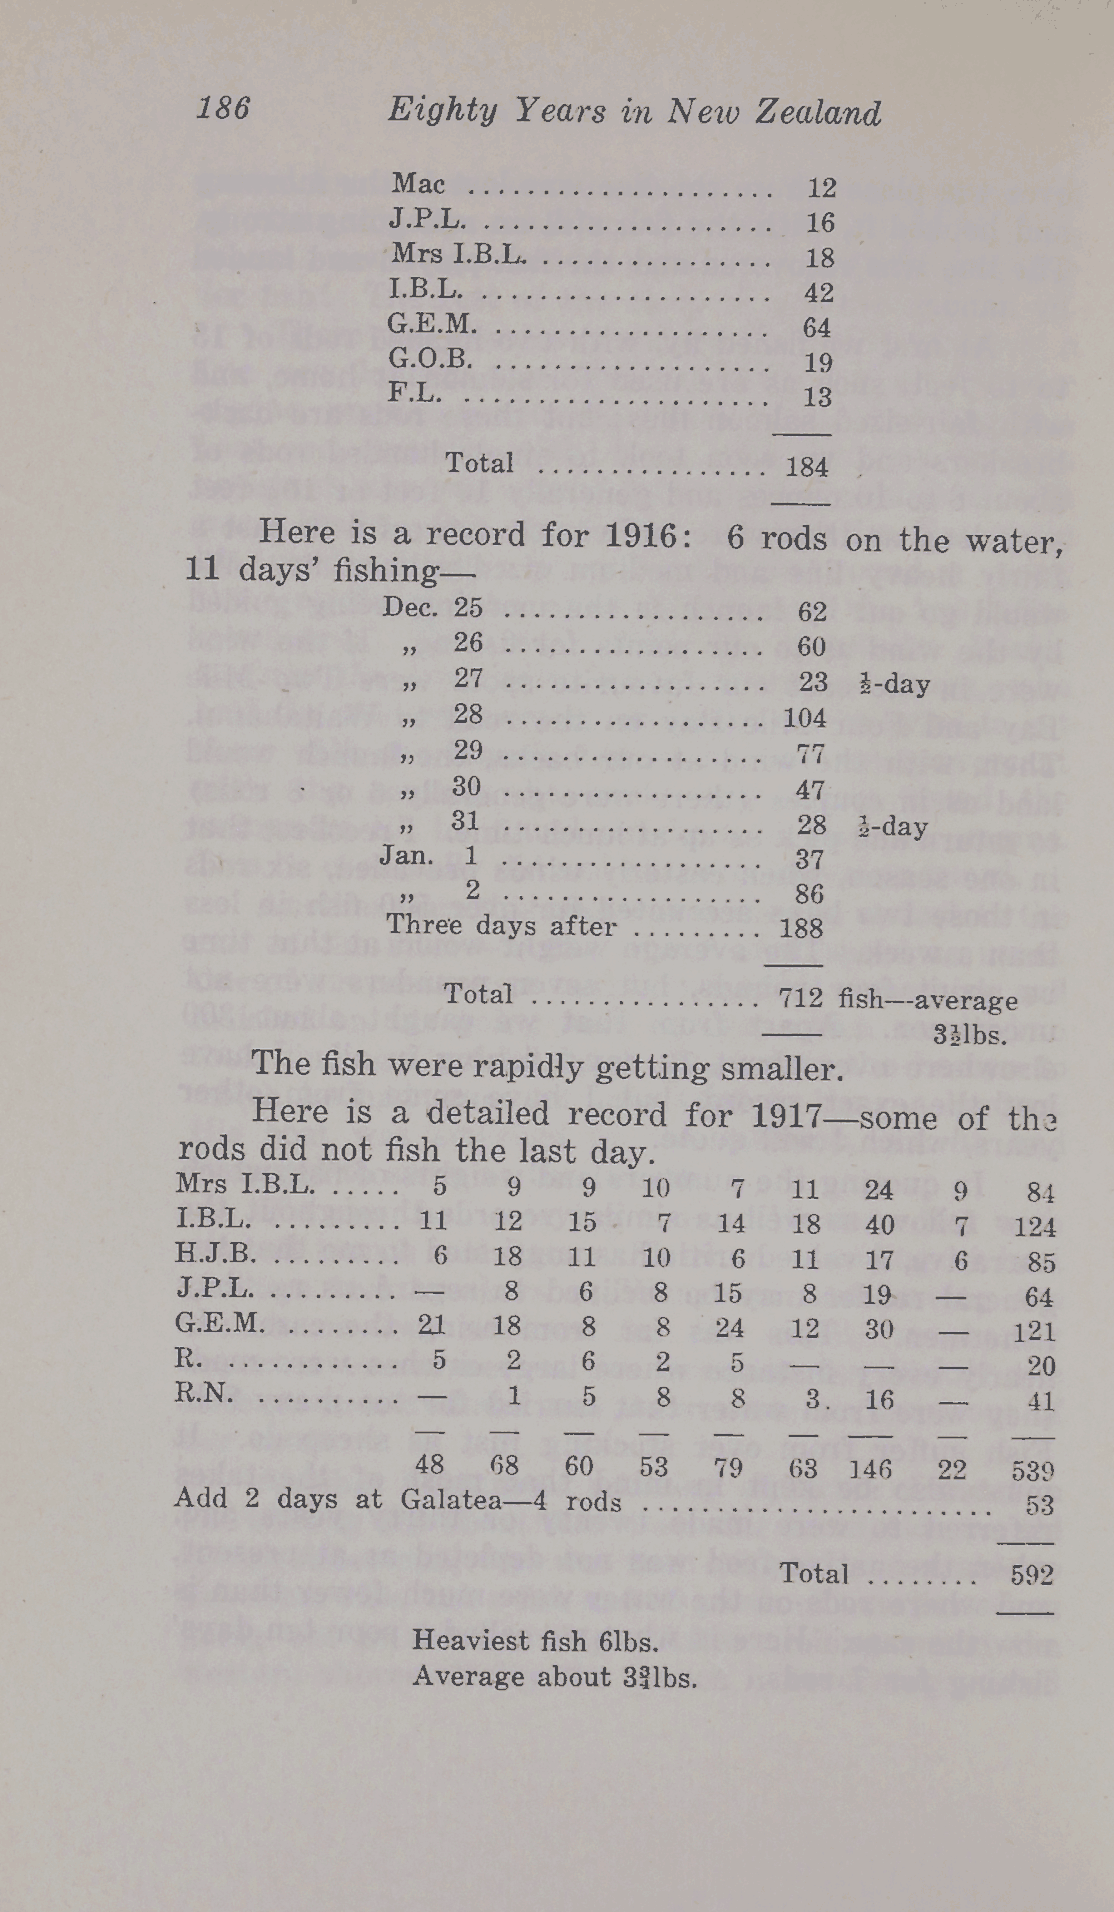 186 Eighty Years in New Zealand
Mac ..................... 12
J.P.L. .................... 16
Mrs I.B.L. ................ 18
I.B.L. .................... 42
G.E.M. ................... 64
G.O.B. ................... 19
F.L. ..................... 13
Total ................ 184
Here is a record for 1916: 6 rods on the water,
11 days' fishing—
Dec. 25 .................. 62
„ 26 .................. 60
„ 27 .................. 23 ½-day
„ 28 .................. 104
„ 29 .................. 77
„ 30 .................. 47
„ 31 .................. 28 ½-day
Jan. 1 .................. 37
„ 2 .................. 86
Three days after ......... 188
Total ................ 712 fish—average
3½lbs.
The fish were rapidly getting smaller.
Here is a detailed record for 1917—some of the
rods did not fish the last day.
Mrs I.B.L. ...... 5 9 9 10 7 11 24 9 84
I.B.L. ......... 11 12 15 7 14 18 40 7 124
H.J.B. ......... 6 18 11 10 6 11 17 6 85
J.P.L. ......... — 8 6 8 15 8 19 — 64
G.E.M. ........ 21 18 8 8 24 12 30 — 121
R. ............ 5 2 6 2 5 — — — 20
R.N. .......... — 1 5 8 8 3. 16 — 41
48 68 60 53 79 63 146 22 539
Add 2 days at Galatea—4 rods ........................ 53
Total ........ 592
Heaviest fish 6lbs.
Average about 3¾lbs.